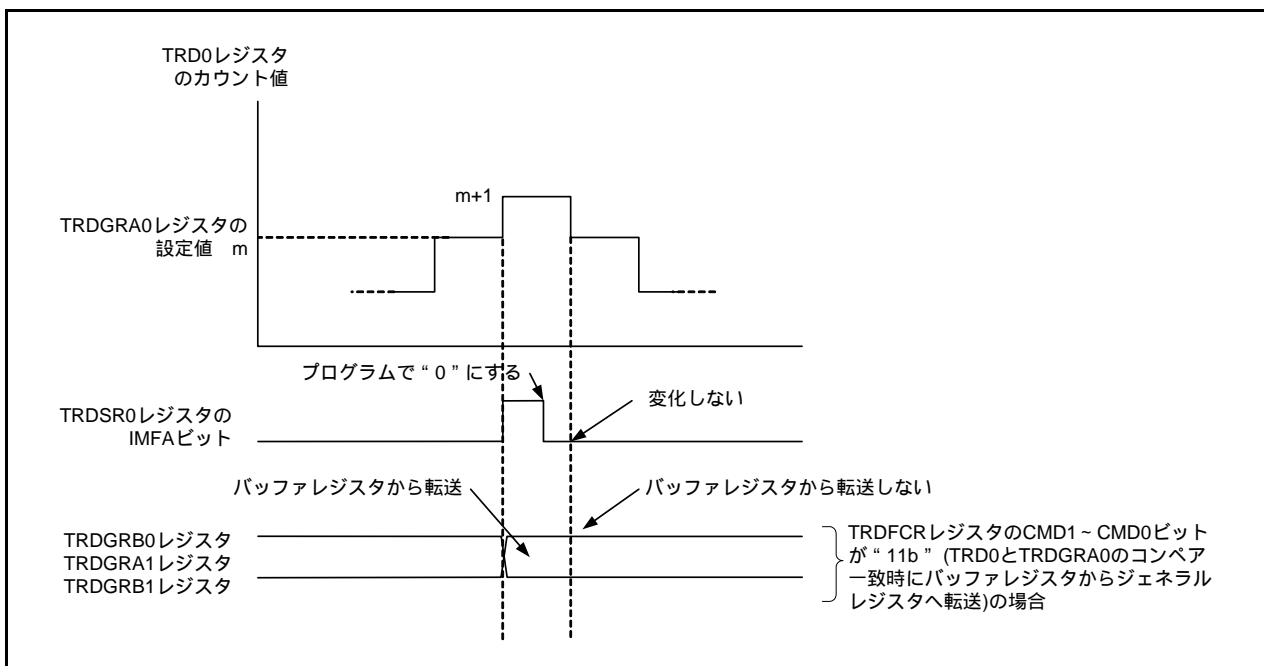 TRD0レジスタ
のカウント値
m+1
TRDGRA0レジスタの
設定値 m
プログラムで“0”にする
変化しない
TRDSR0レジスタの
IMFAビット
バッファレジスタから転送
バッファレジスタから転送しない
TRDGRB0レジスタ
TRDGRA1レジスタ
TRDGRB1レジスタ
TRDFCRレジスタのCMD1~CMD0ビット
が“11b”(TRD0とTRDGRA0のコンペア
一致時にバッファレジスタからジェネラル
レジスタへ転送)の場合